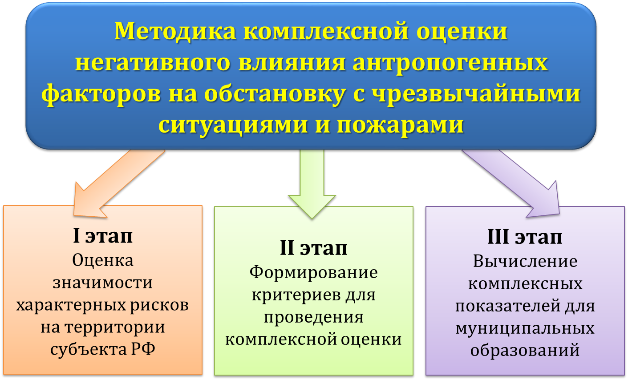 Методика комплексной оценки
негативного влияния антропогенных
факторов на обстановку с чрезвычайными
ситуациями и пожарами
I этап
Оценка
значимости
характерных рисков
на территории
субъекта РФ
II этап
Формирование
критериев для
проведения
комплексной оценки
III этап
Вычисление
комплексных
показателей для
муниципальных
образований